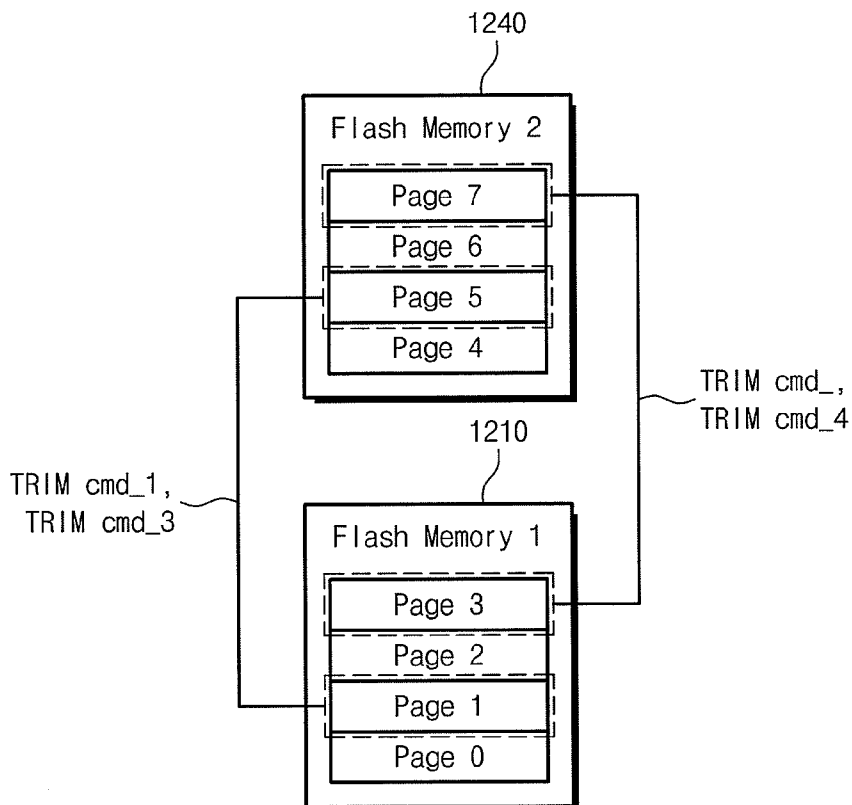 1240
Flash Memory 2
Page 7
Page 6
Page 5
Page 4
TRIM cmd_,
TRIM cmd_4
1210
TRIM cmd_1,
TRIM cmd_3
Flash Memory 1
Page 3
Page 2
Page 1
Page 0